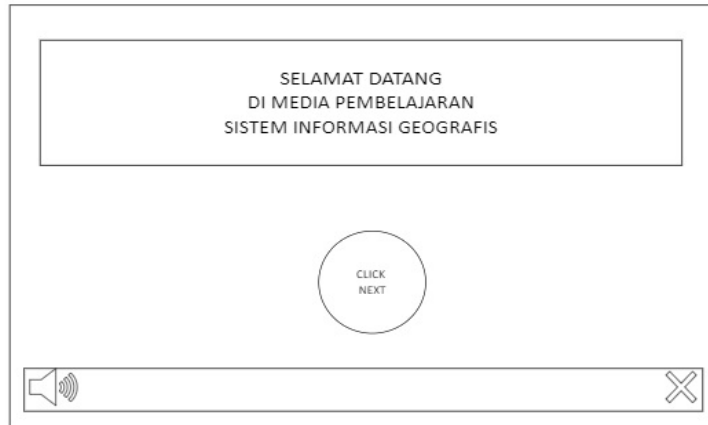 SELAMAT DATANG
DI MEDIA PEMBELAJARAN
SISTEM INFORMASI GEOGRAFIS
CLICK
NEXT